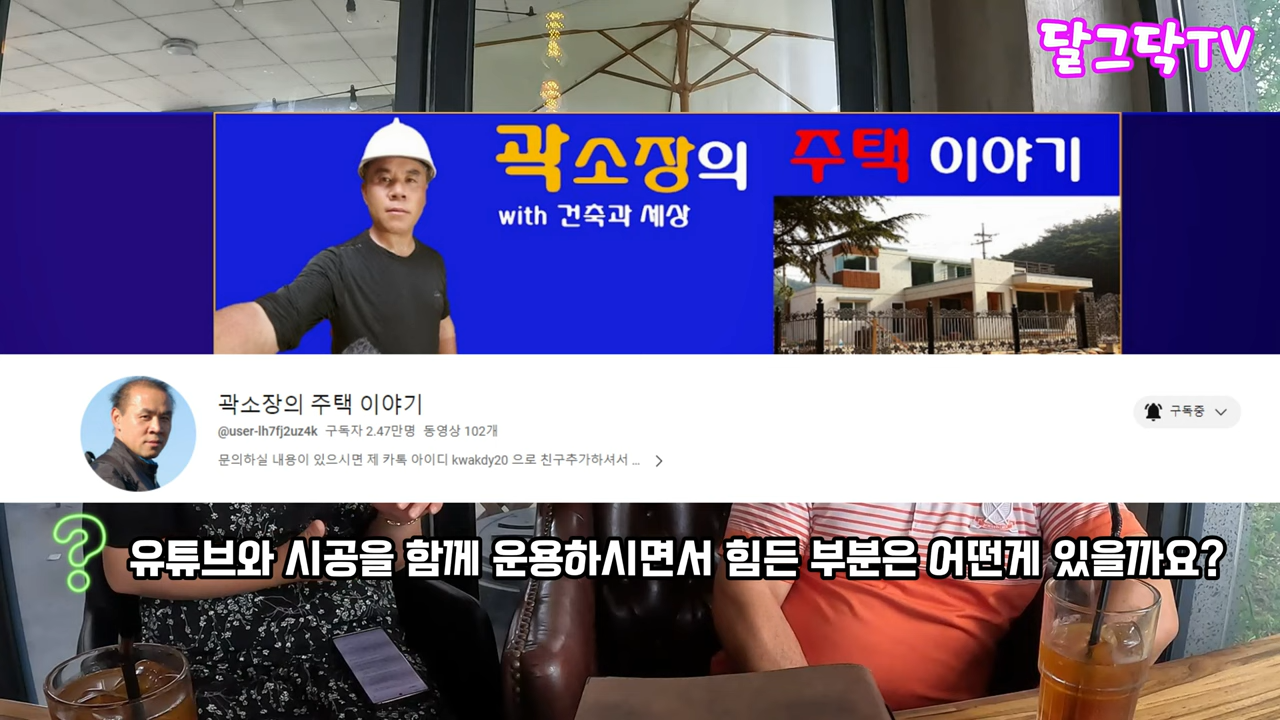 달그닥TV
곽소장의 주택 이야기
with 건축과 세상
곽소장의 주택 이야기
@user-lh7fj2uz4k 구독자 2.47만명 동영상 102개
문의하실 내용이 있으시면 제 카톡 아이디 kwakdy20 으로 친구추가하셔서 ...
구독중
유튜브와 시공을 함께 운용하시면서 힘든 부분은 어떤게 있을까요?